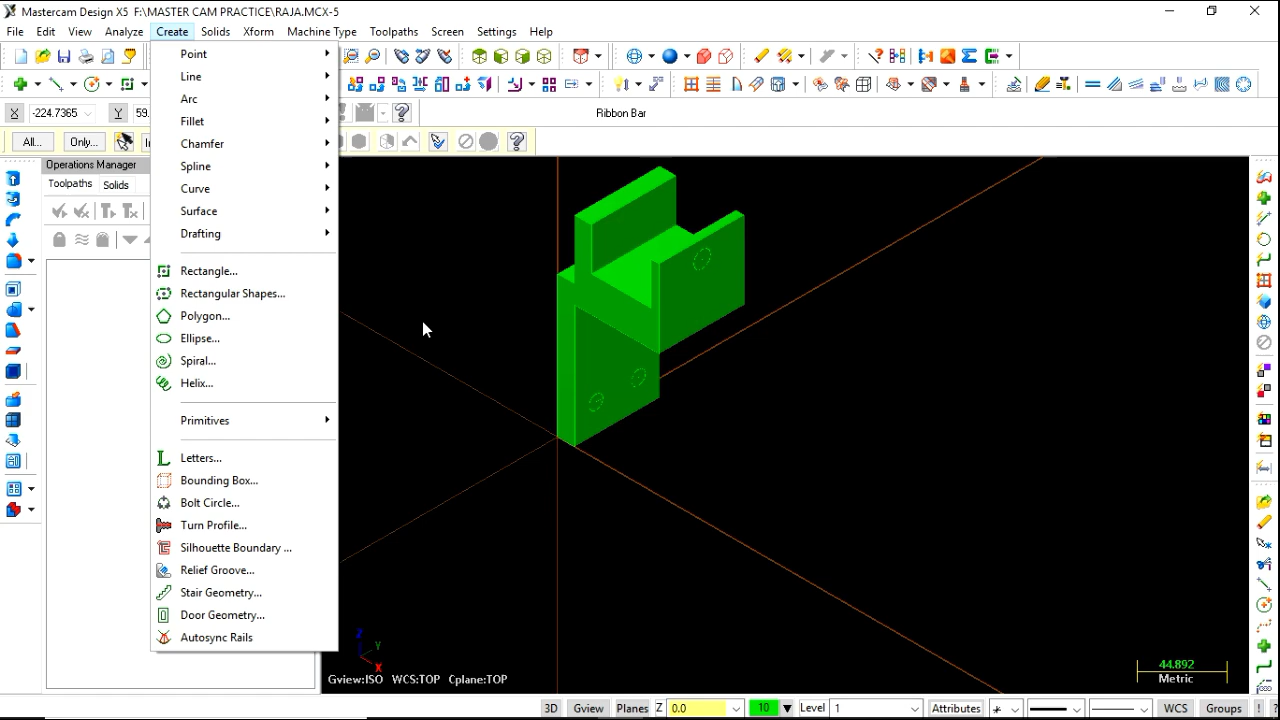 Mastercam Design X5 F:\MASTER CAM PRACTICE\RAJA.MCX-5
File Edit View Analyze Create Solids Xform Machine Type Toolpaths Screen Settings Help
X -224.7365 Y 59.
Ribbon Bar
All... Only...
Operations Manager
Toolpaths Solids
Point
Line
Arc
Fillet
Chamfer
Spline
Curve
Surface
Drafting
Rectangle...
Rectangular Shapes...
Polygon...
Ellipse...
Spiral...
Helix...
Primitives
Letters...
Bounding Box...
Bolt Circle...
Turn Profile...
Silhouette Boundary ...
Relief Groove...
Stair Geometry...
Door Geometry...
Autosync Rails
Z
Y
X
Gview:ISO WCS:TOP Cplane:TOP
44.892
Metric
3D Gview Planes Z 0.0 10 Level 1 Attributes WCS Groups